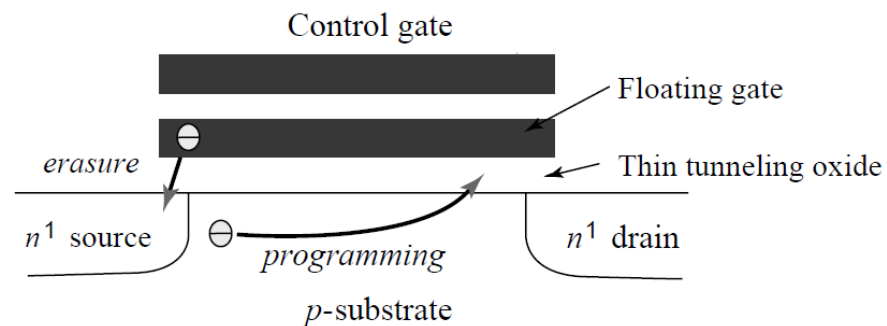 Control gate
Floating gate
erasure
Thin tunneling oxide
n¹ source
programming
n¹ drain
p-substrate